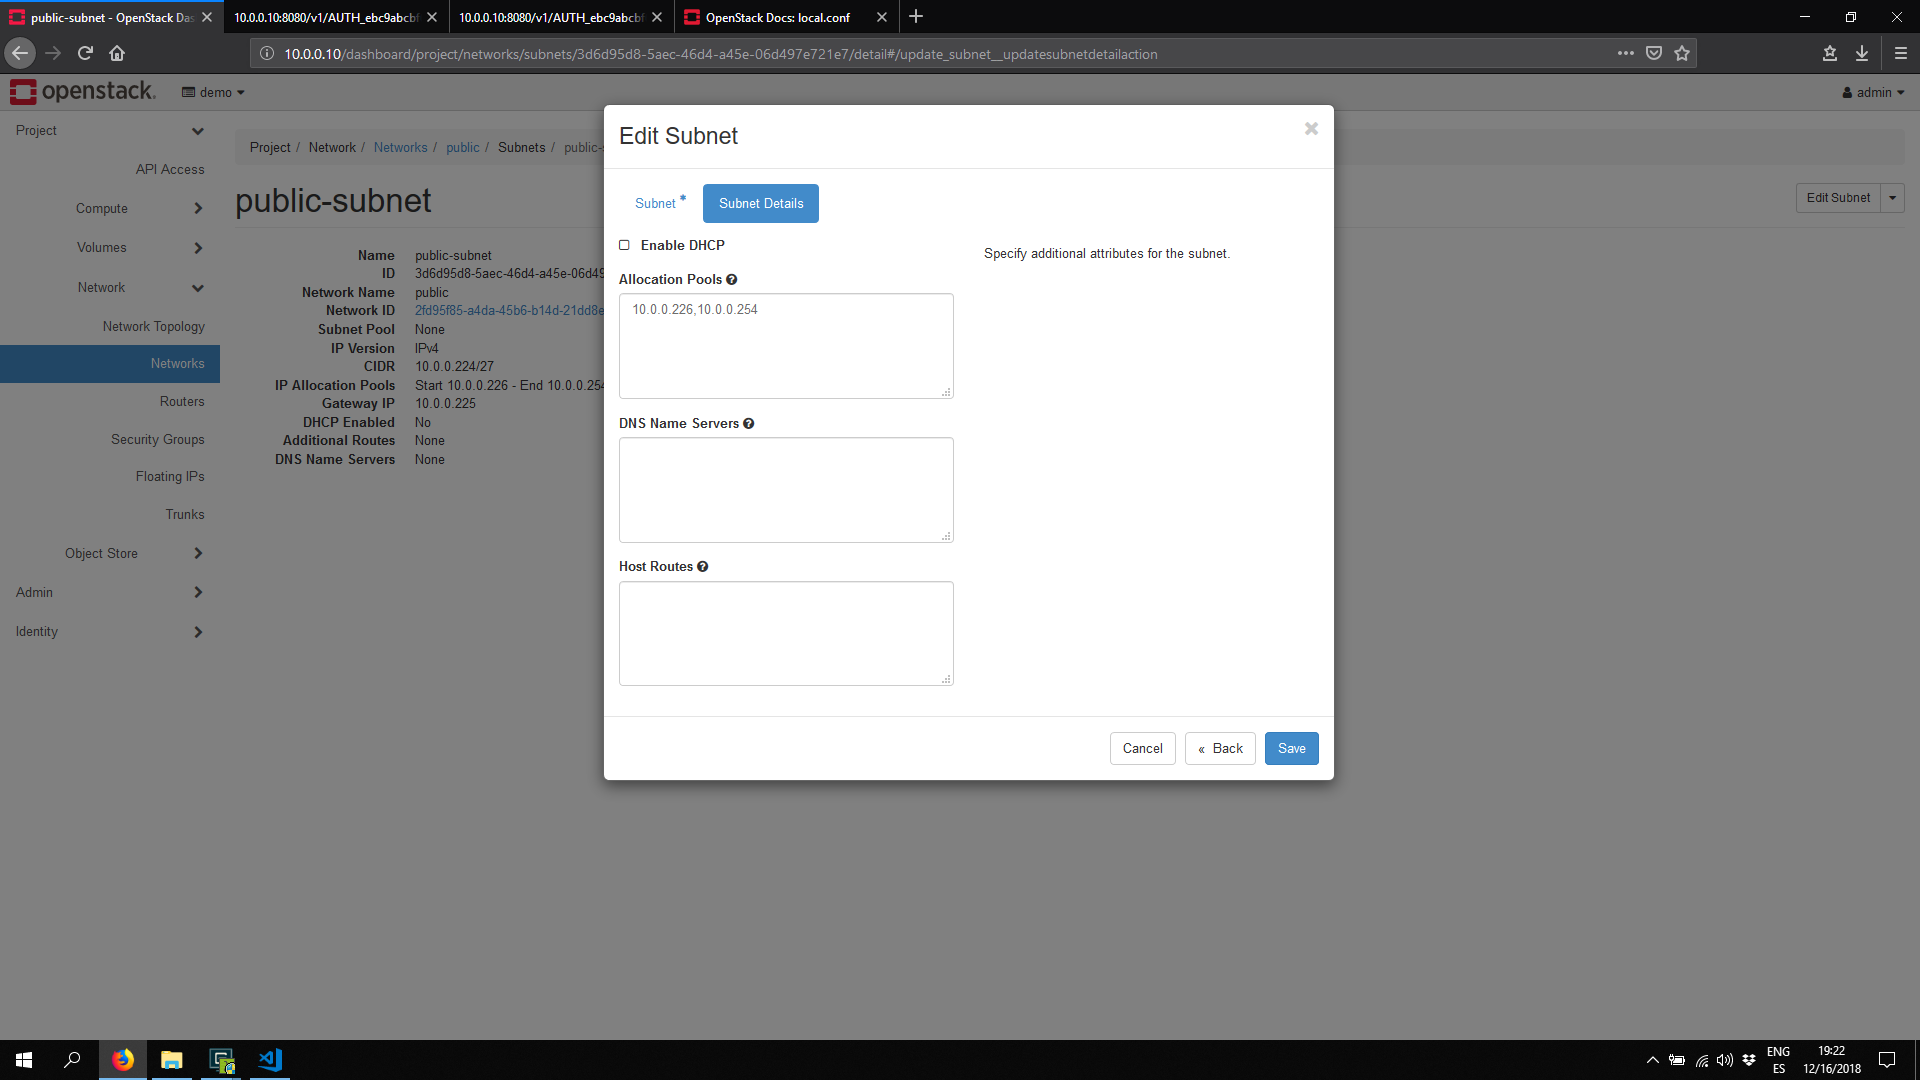 public-subnet - OpenStack Das
10.0.0.10:8080/v1/AUTH_ebc9abcbf
10.0.0.10:8080/v1/AUTH_ebc9abcbf
OpenStack Docs: local.conf
10.0.0.10/dashboard/project/networks/subnets/3d6d95d8-5aec-46d4-a45e-06d497e721e7/detail#/update_subnet__updatesubnetdetailaction
openstack.
demo
admin
Project
API Access
Compute
Volumes
Network
Network Topology
Networks
Routers
Security Groups
Floating IPs
Trunks
Object Store
Admin
Identity
Project / Network / Networks / public / Subnets / public-s
public-subnet
Edit Subnet
Name public-subnet
ID 3d6d95d8-5aec-46d4-a45e-06d49
Network Name public
Network ID 2fd95f85-a4da-45b6-b14d-21dd8e
Subnet Pool None
IP Version IPv4
CIDR 10.0.0.224/27
IP Allocation Pools Start 10.0.0.226 - End 10.0.0.254
Gateway IP 10.0.0.225
DHCP Enabled No
Additional Routes None
DNS Name Servers None
Edit Subnet
Subnet * Subnet Details
Enable DHCP
Specify additional attributes for the subnet.
Allocation Pools
10.0.0.226,10.0.0.254
DNS Name Servers
Host Routes
Cancel
« Back
Save
ENG
ES
19:22
12/16/2018